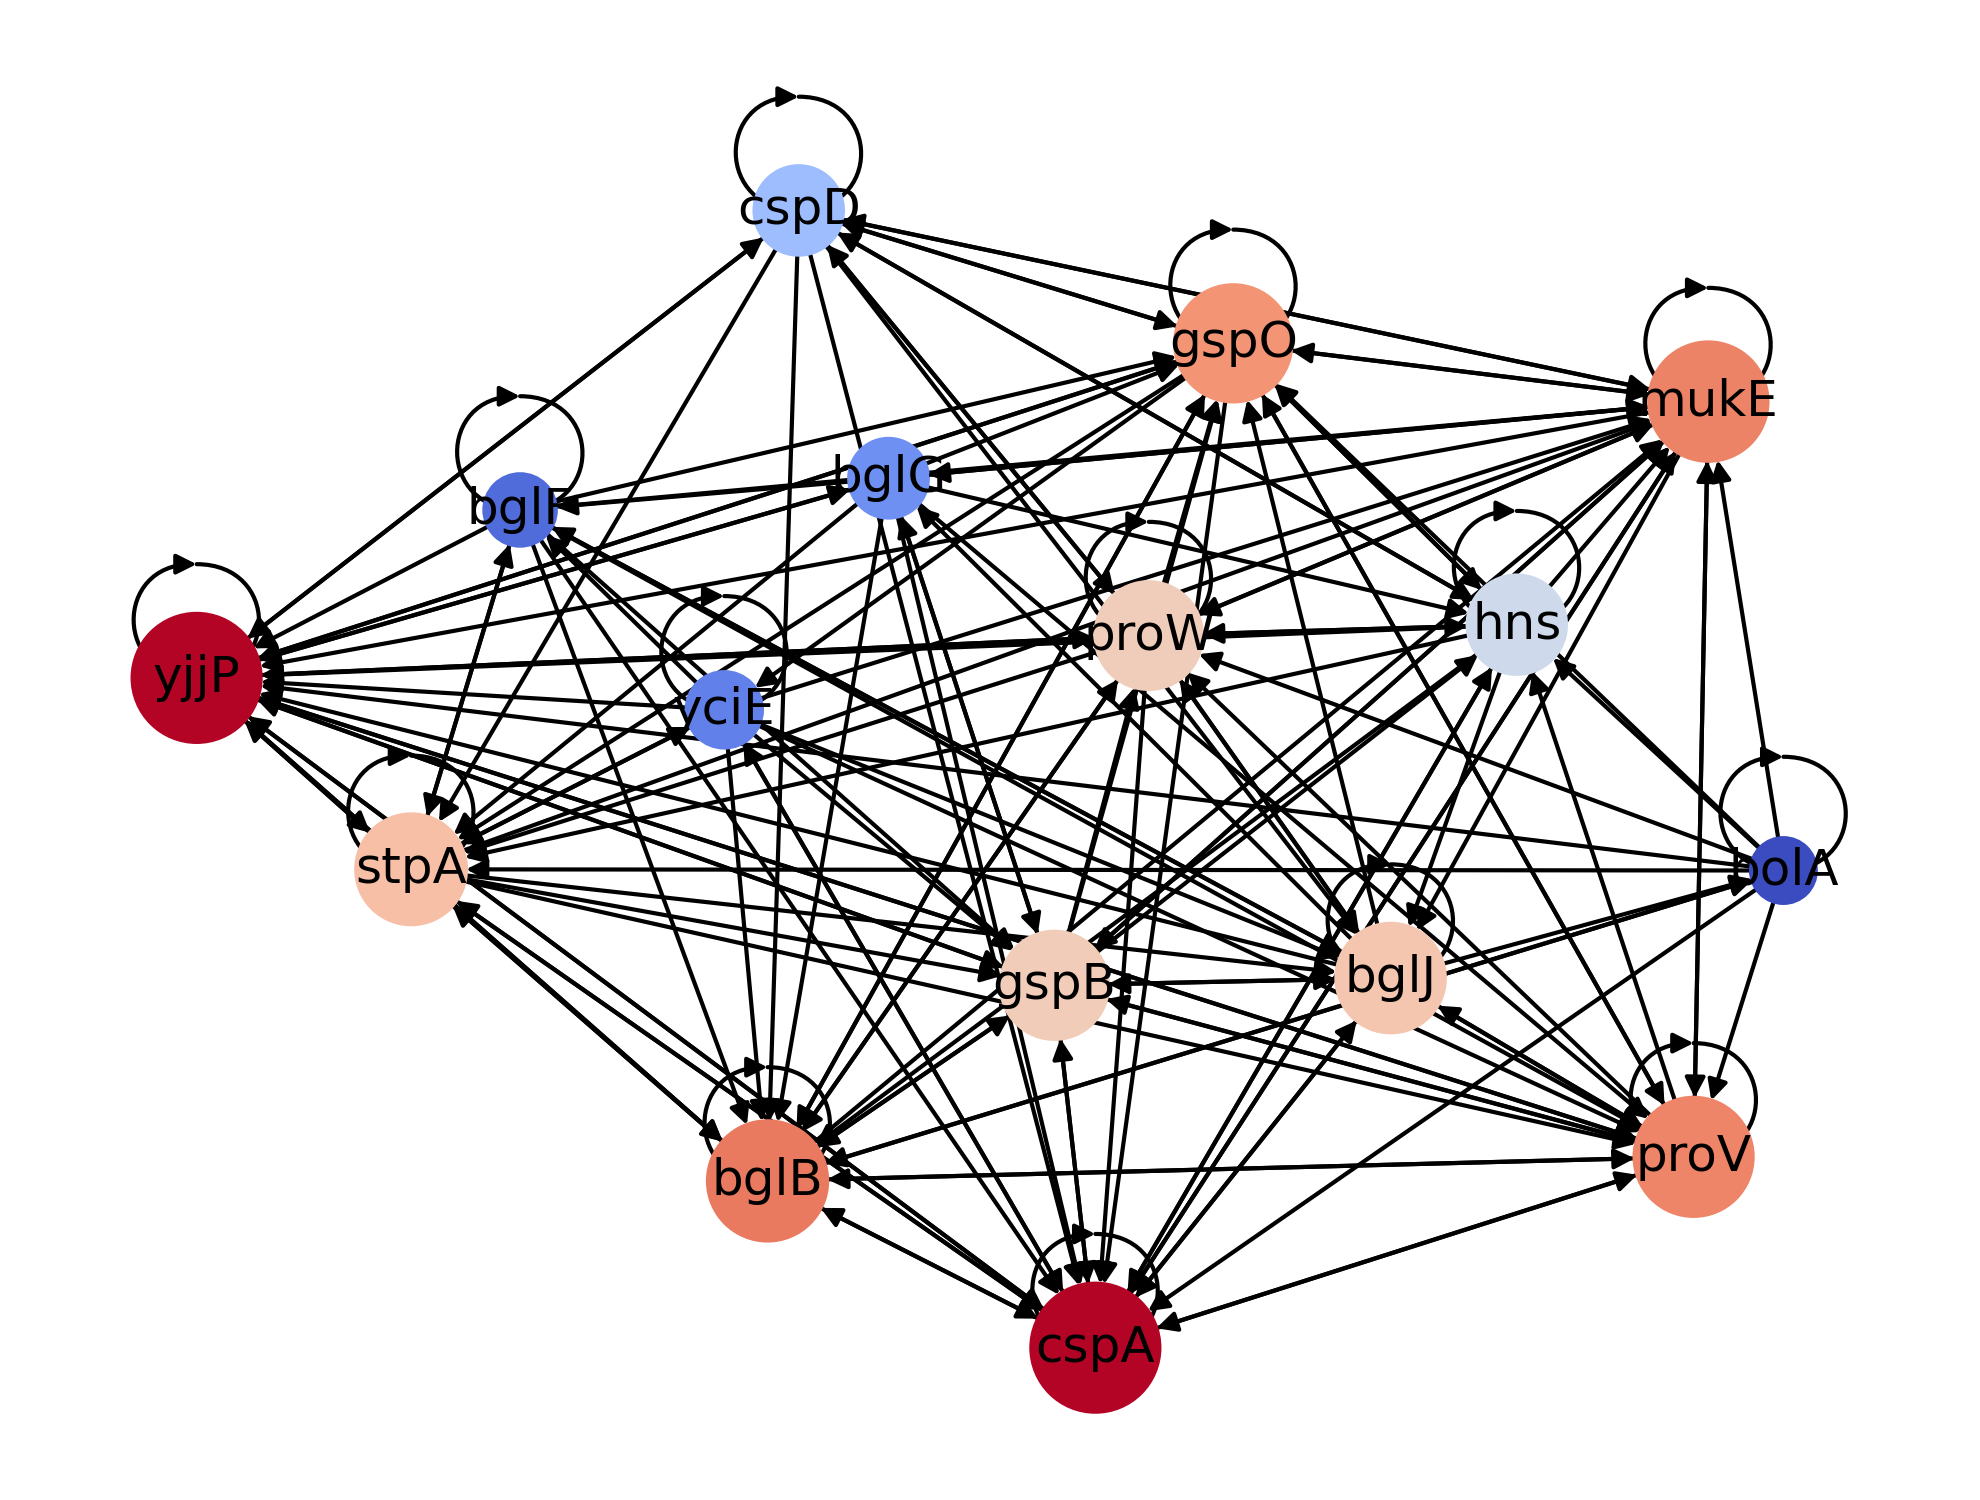 cspD
gspO
mukE
bglG
bglF
proW
hns
yjjP
yciE
stpA
bolA
gspB
bglJ
bglB
proV
cspA